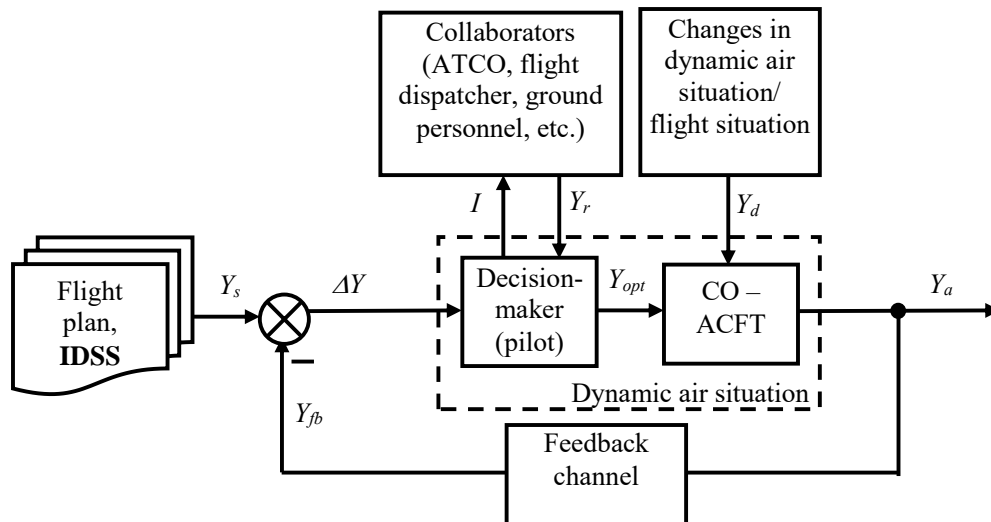 Collaborators
(ATCO, flight
dispatcher, ground
personnel, etc.)
Changes in
dynamic air
situation/
flight situation
I
Yr
Yd
Flight
plan,
IDSS
Ys
ΔY
Decision-
maker
(pilot)
Yopt
CO –
ACFT
Ya
Dynamic air situation
Yfb
Feedback
channel